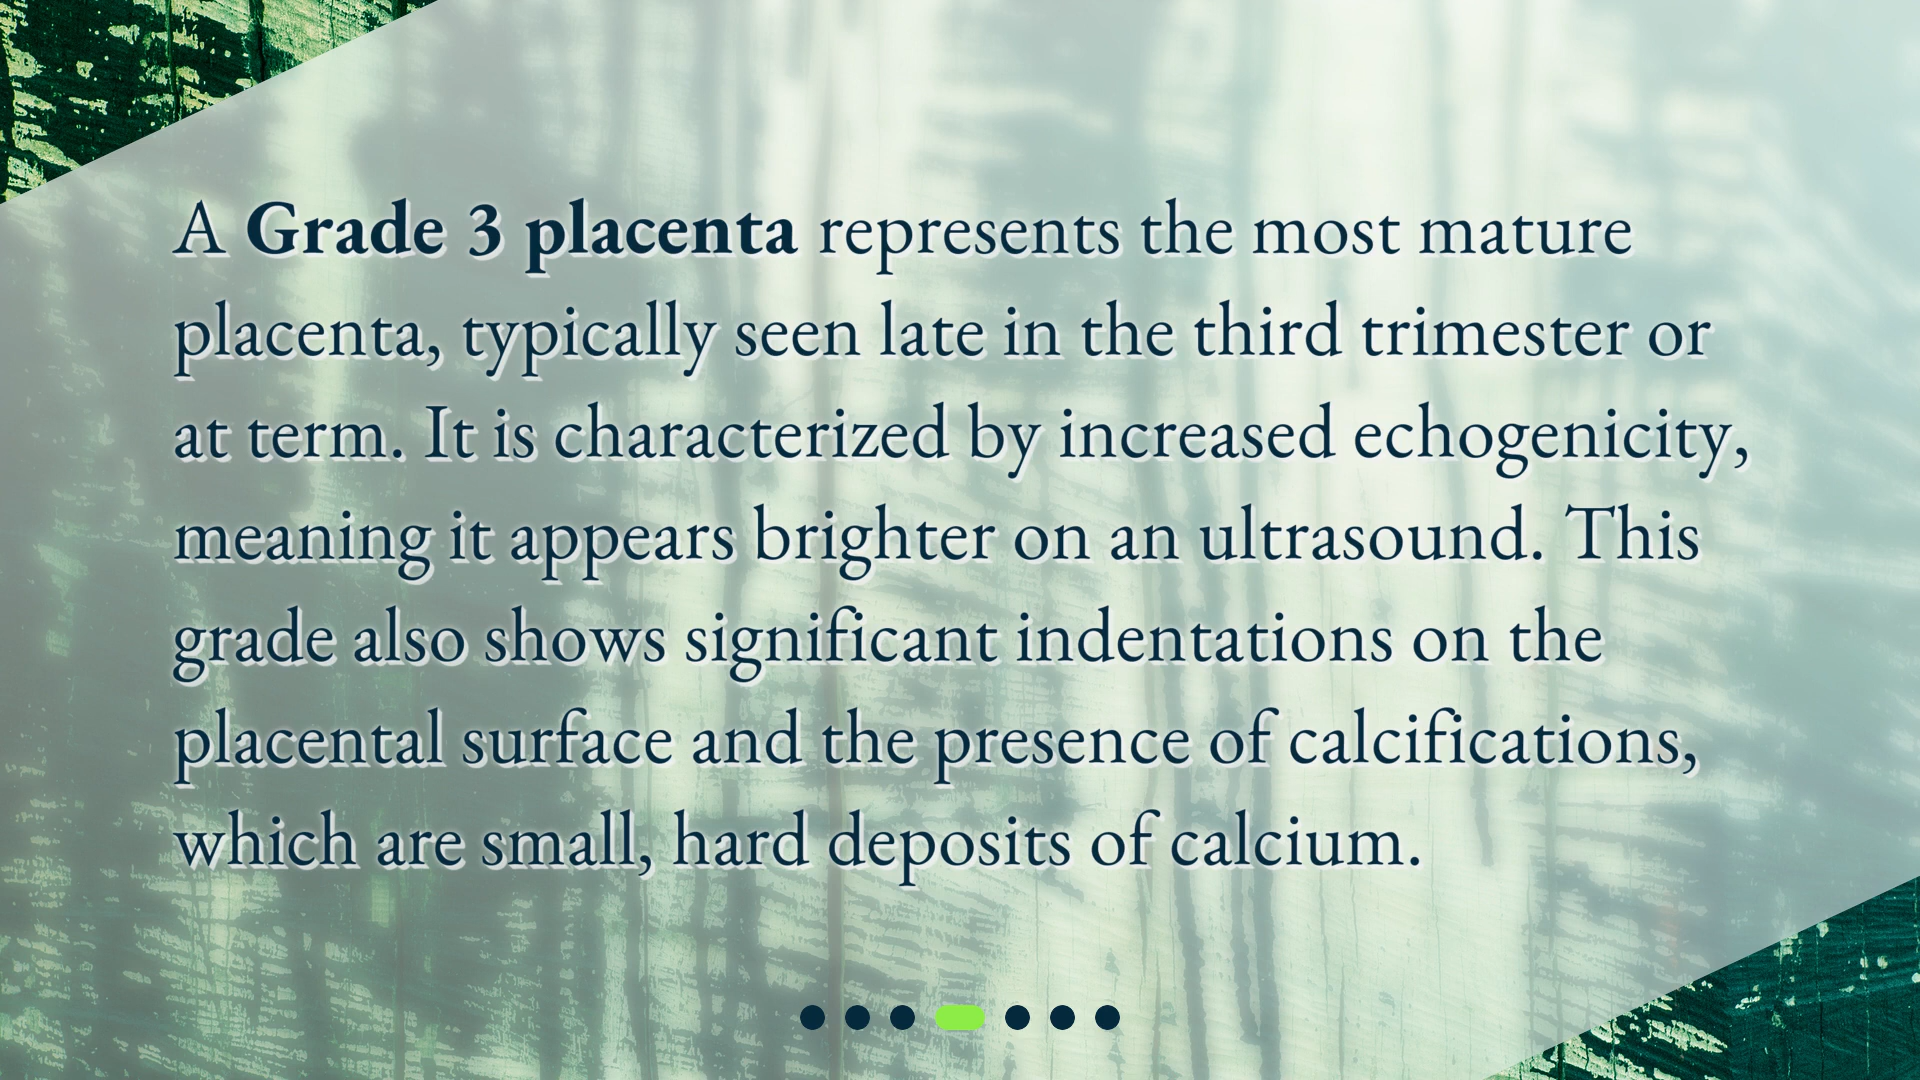 A Grade 3 placenta represents the most mature
placenta, typically seen late in the third trimester or
at term. It is characterized by increased echogenicity,
meaning it appears brighter on an ultrasound. This
grade also shows significant indentations on the
placental surface and the presence of calcifications,
which are small, hard deposits of calcium.